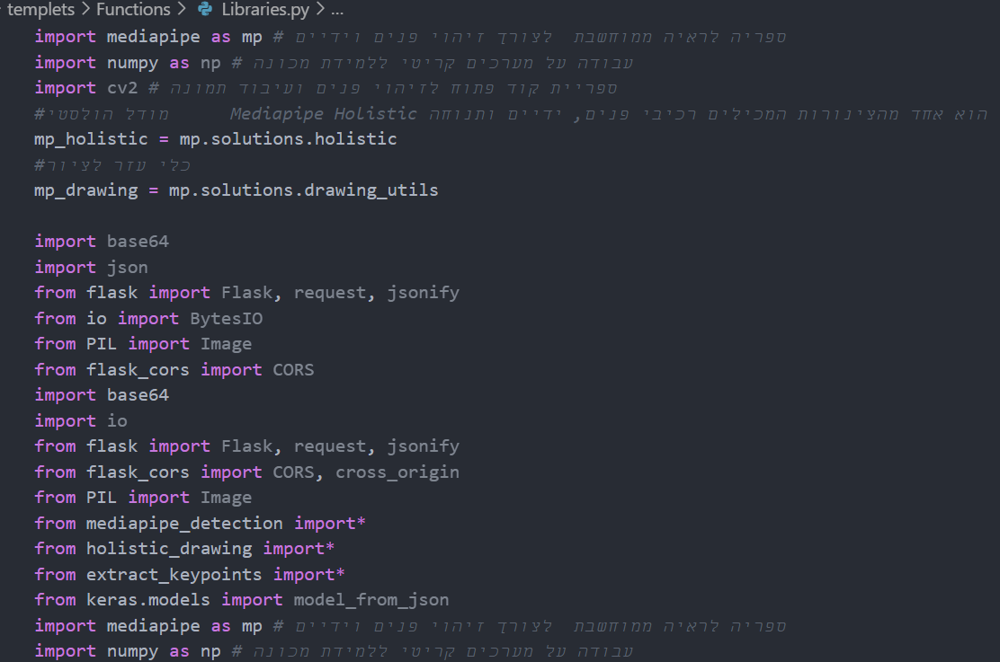 templets > Functions > Libraries.py > ...
import mediapipe as mp # ספריה לראיה ממוחשבת  לצורך זיהוי פנים וידיים
import numpy as np # עבודה על מערכים קריטי ללמידת מכונה
import cv2 # ספריית קוד פתוח לזיהוי פנים ועיבוד תמונה
#מודל הולסטי      Mediapipe Holistic הוא אחד מהצינורות המכילים רכיבי פנים, ידיים ותנוחה
mp_holistic = mp.solutions.holistic
#כלי עזר לציור
mp_drawing = mp.solutions.drawing_utils
import base64
import json
from flask import Flask, request, jsonify
from io import BytesIO
from PIL import Image
from flask_cors import CORS
import base64
import io
from flask import Flask, request, jsonify
from flask_cors import CORS, cross_origin
from PIL import Image
from mediapipe_detection import*
from holistic_drawing import*
from extract_keypoints import*
from keras.models import model_from_json
import mediapipe as mp # ספריה לראיה ממוחשבת  לצורך זיהוי פנים וידיים
import numpy as np # עבודה על מערכים קריטי ללמידת מכונה